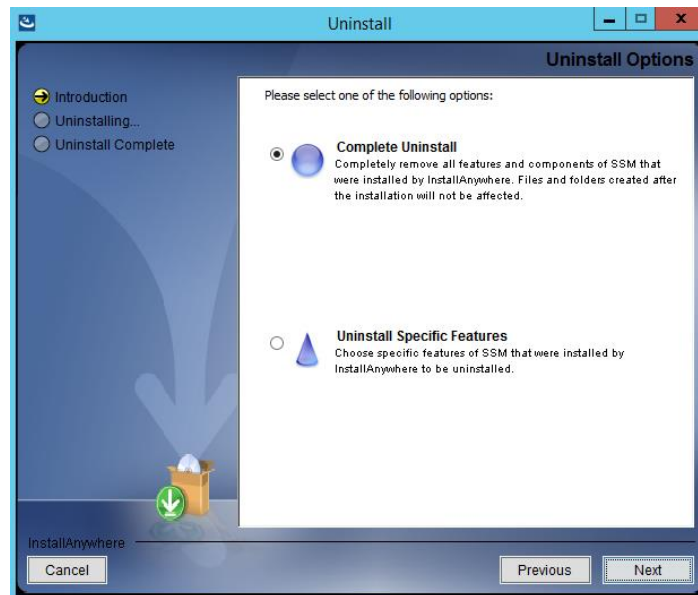 Uninstall
Uninstall Options
Introduction
Uninstalling...
Uninstall Complete
Please select one of the following options:
Complete Uninstall
Completely remove all features and components of SSM that
were installed by InstallAnywhere. Files and folders created after
the installation will not be affected.
Uninstall Specific Features
Choose specific features of SSM that were installed by
InstallAnywhere to be uninstalled.
InstallAnywhere
Cancel
Previous
Next